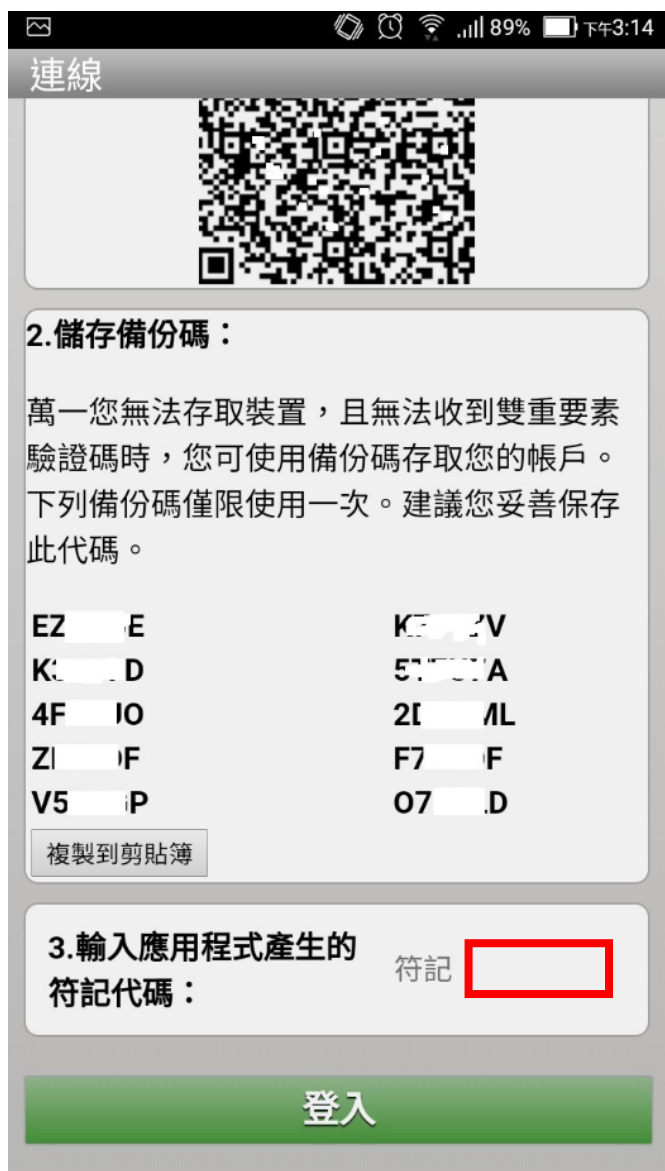 89% 下午3:14
連線
2.儲存備份碼：
萬一您無法存取裝置，且無法收到雙重要素
驗證碼時，您可使用備份碼存取您的帳戶。
下列備份碼僅限使用一次。建議您妥善保存
此代碼。
複製到剪貼簿
3.輸入應用程式產生的
符記代碼：
符記
登入